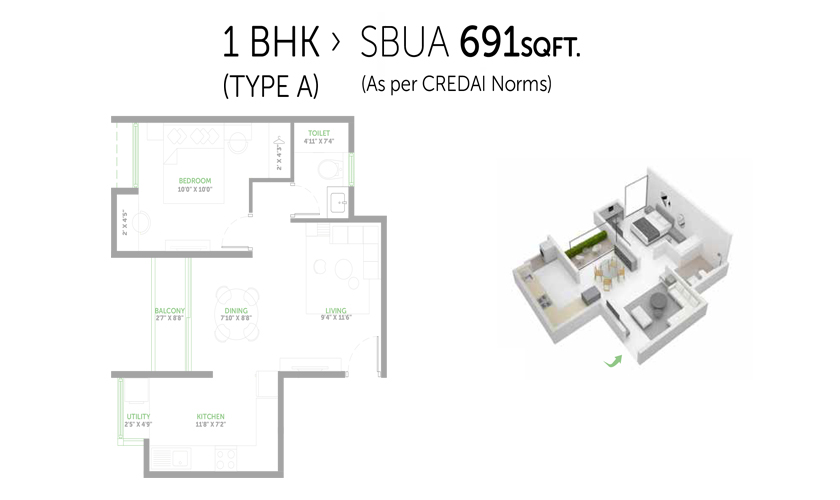 1 BHK › SBUA 691SQFT.
(TYPE A) (As per CREDAI Norms)
TOILET
4'11" X 7'4"
2' X 4'3"
BEDROOM
10'0" X 10'0"
2' X 4'5"
BALCONY
2'7" X 8'8"
DINING
7'10" X 8'8"
LIVING
9'4" X 11'6"
UTILITY
2'5" X 4'9"
KITCHEN
11'8" X 7'2"